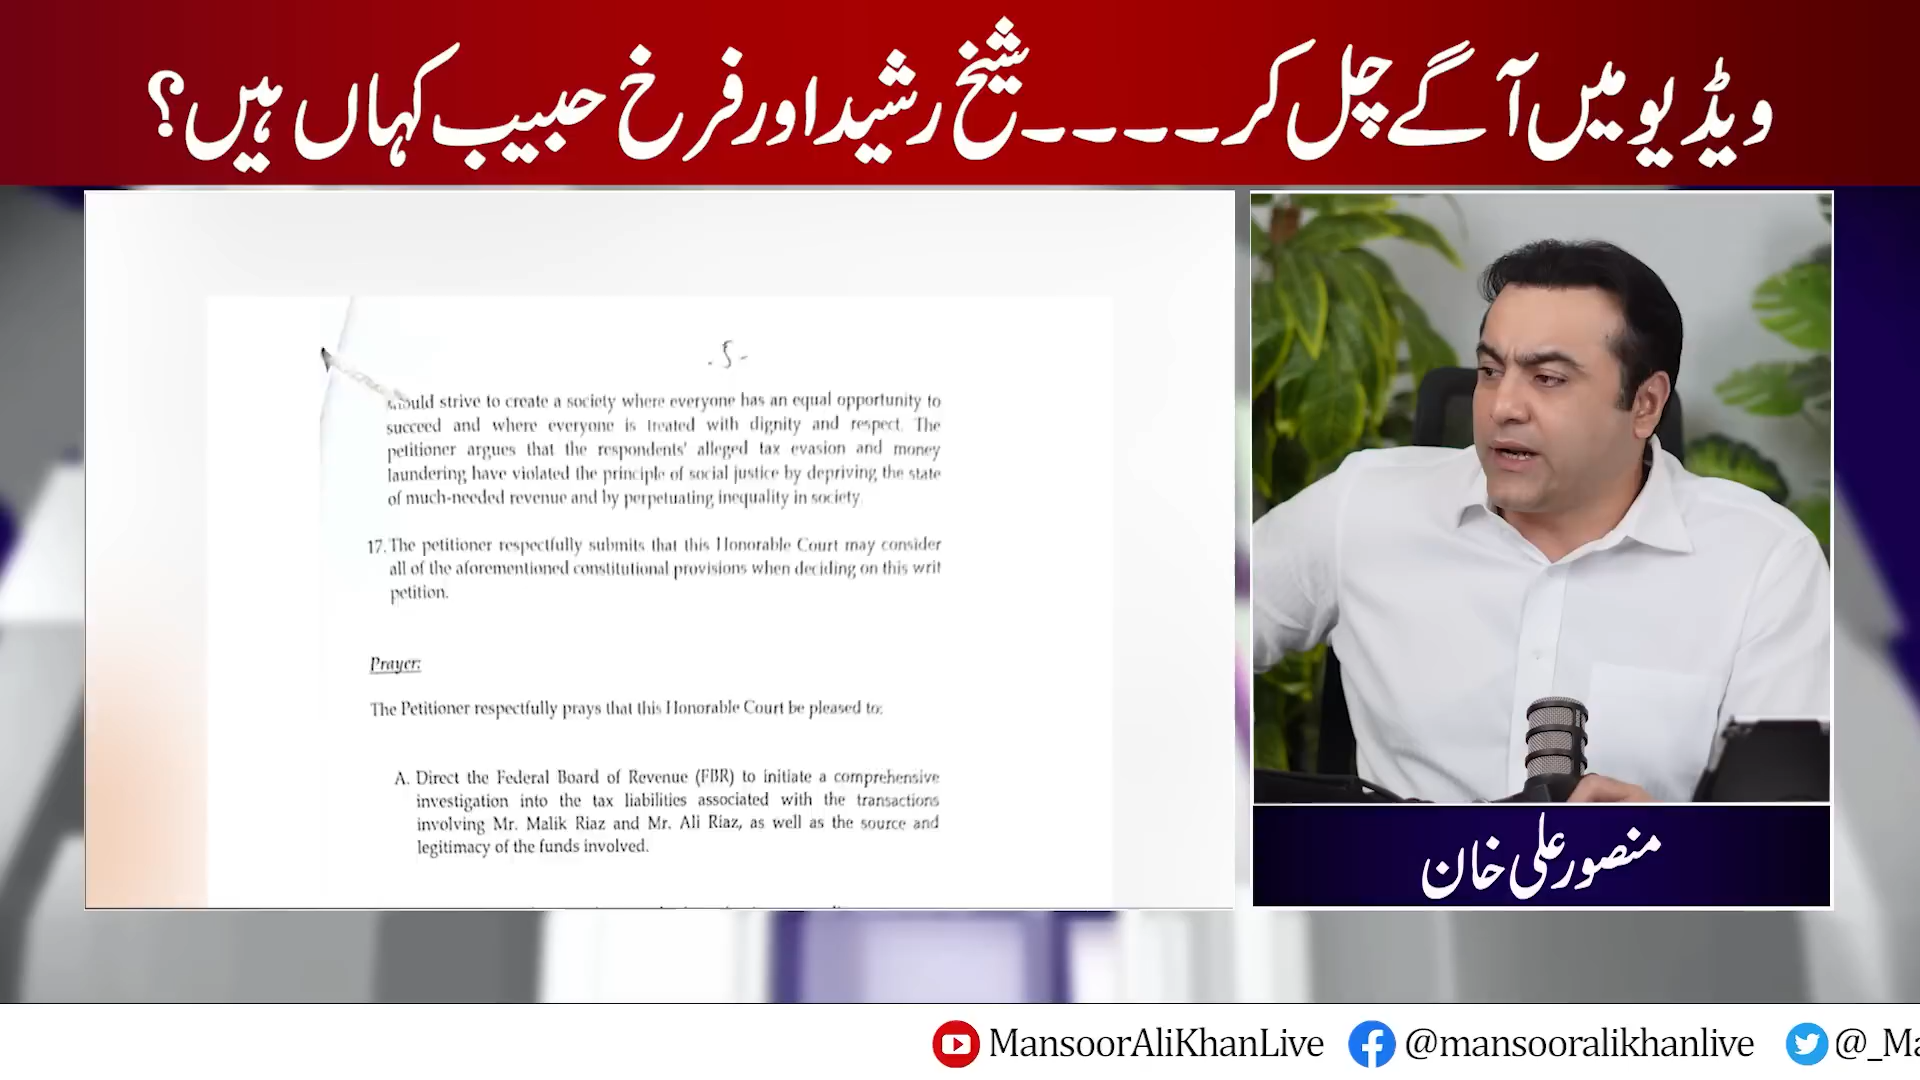 ویڈیو میں آگے چل کر ۔۔۔۔ شیخ رشید اور فرخ حبیب کہاں ہیں؟
. 5 -
should strive to create a society where everyone has an equal opportunity to
succeed and where everyone is treated with dignity and respect. The
petitioner argues that the respondents' alleged tax evasion and money
laundering have violated the principle of social justice by depriving the state
of much-needed revenue and by perpetuating inequality in society.
17. The petitioner respectfully submits that this Honorable Court may consider
all of the aforementioned constitutional provisions when deciding on this writ
petition.
Prayer:
The Petitioner respectfully prays that this Honorable Court be pleased to:
A. Direct the Federal Board of Revenue (FBR) to initiate a comprehensive
investigation into the tax liabilities associated with the transactions
involving Mr. Malik Riaz and Mr. Ali Riaz, as well as the source and
legitimacy of the funds involved.
منصور علی خان
MansoorAliKhanLive @mansooralikhanlive @_Ma